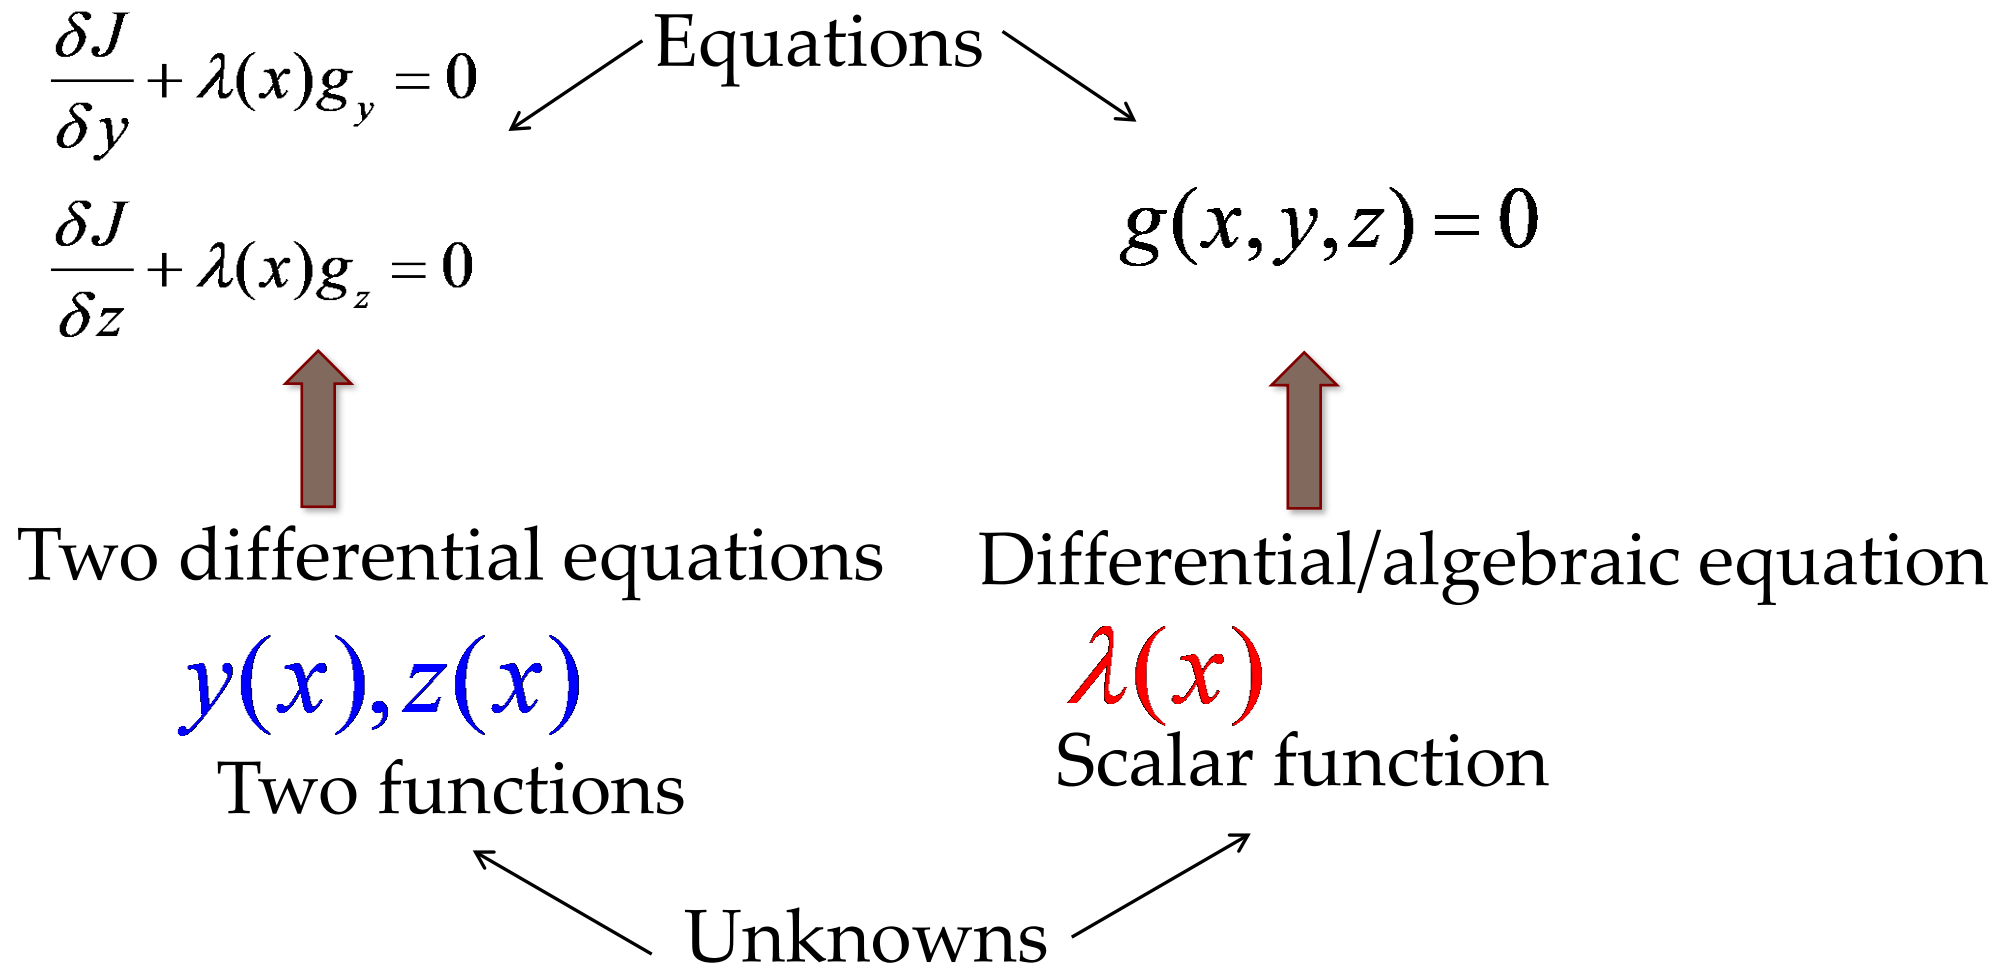 Equations
δJ/δy + λ(x)g_y = 0
δJ/δz + λ(x)g_z = 0
g(x, y, z) = 0
Two differential equations
Differential/algebraic equation
y(x), z(x)
λ(x)
Two functions
Scalar function
Unknowns